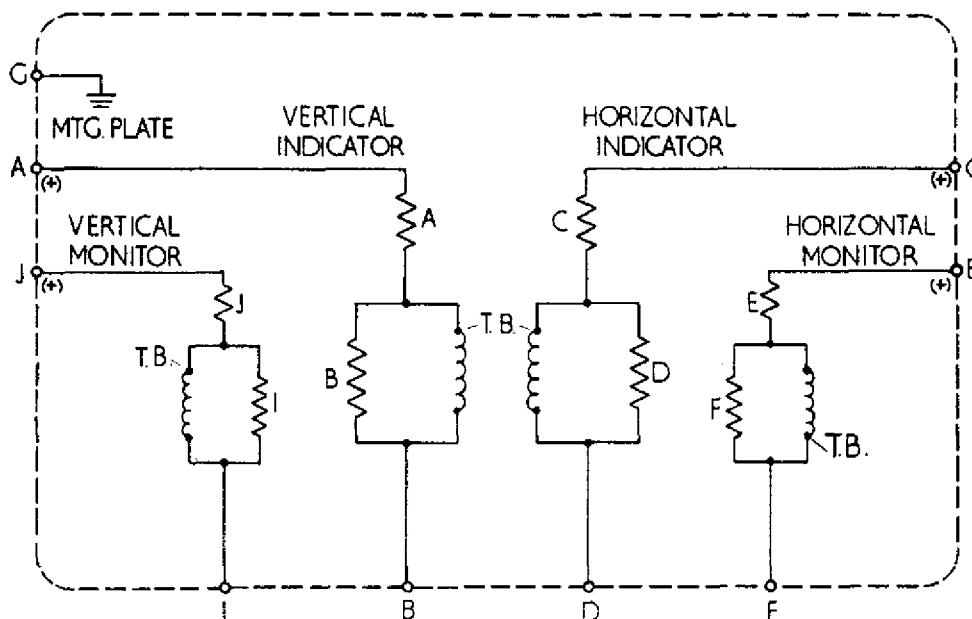 G
MTG. PLATE
VERTICAL
INDICATOR
HORIZONTAL
INDICATOR
A
(+)
C
(+)
A
C
VERTICAL
MONITOR
HORIZONTAL
MONITOR
J
(+)
E
(+)
J
E
T.B.
T.B.
B
D
I
F
T.B.
I
B
D
F